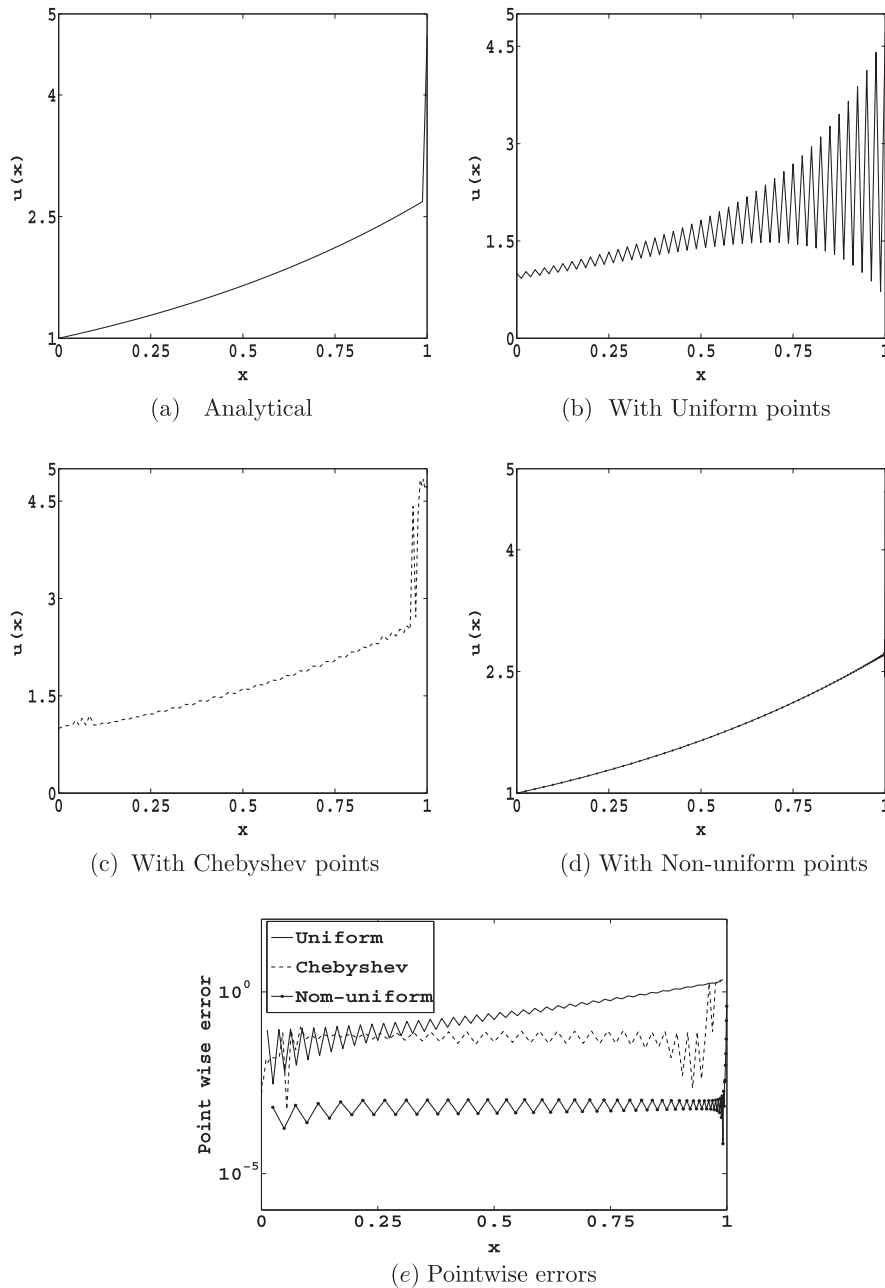 5
4
2.5
1
u(x)
0
0.25
0.5
0.75
1
x
(a) Analytical
5
4.5
3
1.5
0
u(x)
0
0.25
0.5
0.75
1
x
(b) With Uniform points
5
4.5
3
1.5
0
u(x)
0
0.25
0.5
0.75
1
x
(c) With Chebyshev points
5
4
2.5
1
u(x)
0
0.25
0.5
0.75
1
x
(d) With Non-uniform points
Uniform
Chebyshev
Nom-uniform
10^0
10^-5
Point wise error
0
0.25
0.5
0.75
1
x
(e) Pointwise errors